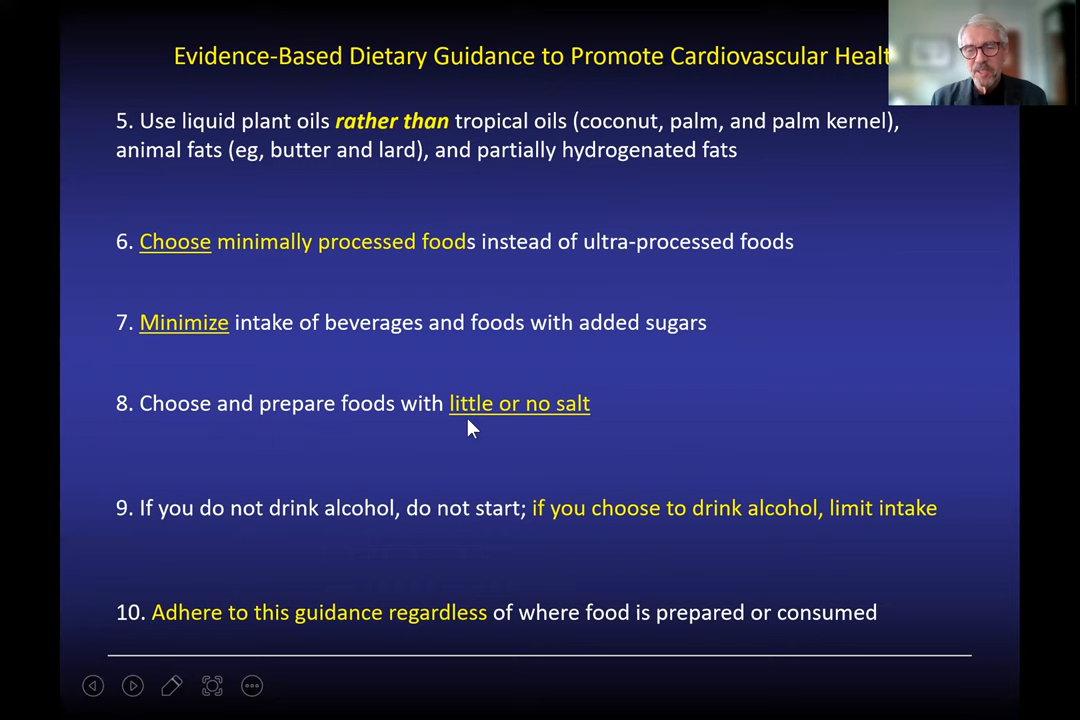 Evidence-Based Dietary Guidance to Promote Cardiovascular Healt
5. Use liquid plant oils rather than tropical oils (coconut, palm, and palm kernel),
animal fats (eg, butter and lard), and partially hydrogenated fats
6. Choose minimally processed foods instead of ultra-processed foods
7. Minimize intake of beverages and foods with added sugars
8. Choose and prepare foods with little or no salt
9. If you do not drink alcohol, do not start; if you choose to drink alcohol, limit intake
10. Adhere to this guidance regardless of where food is prepared or consumed